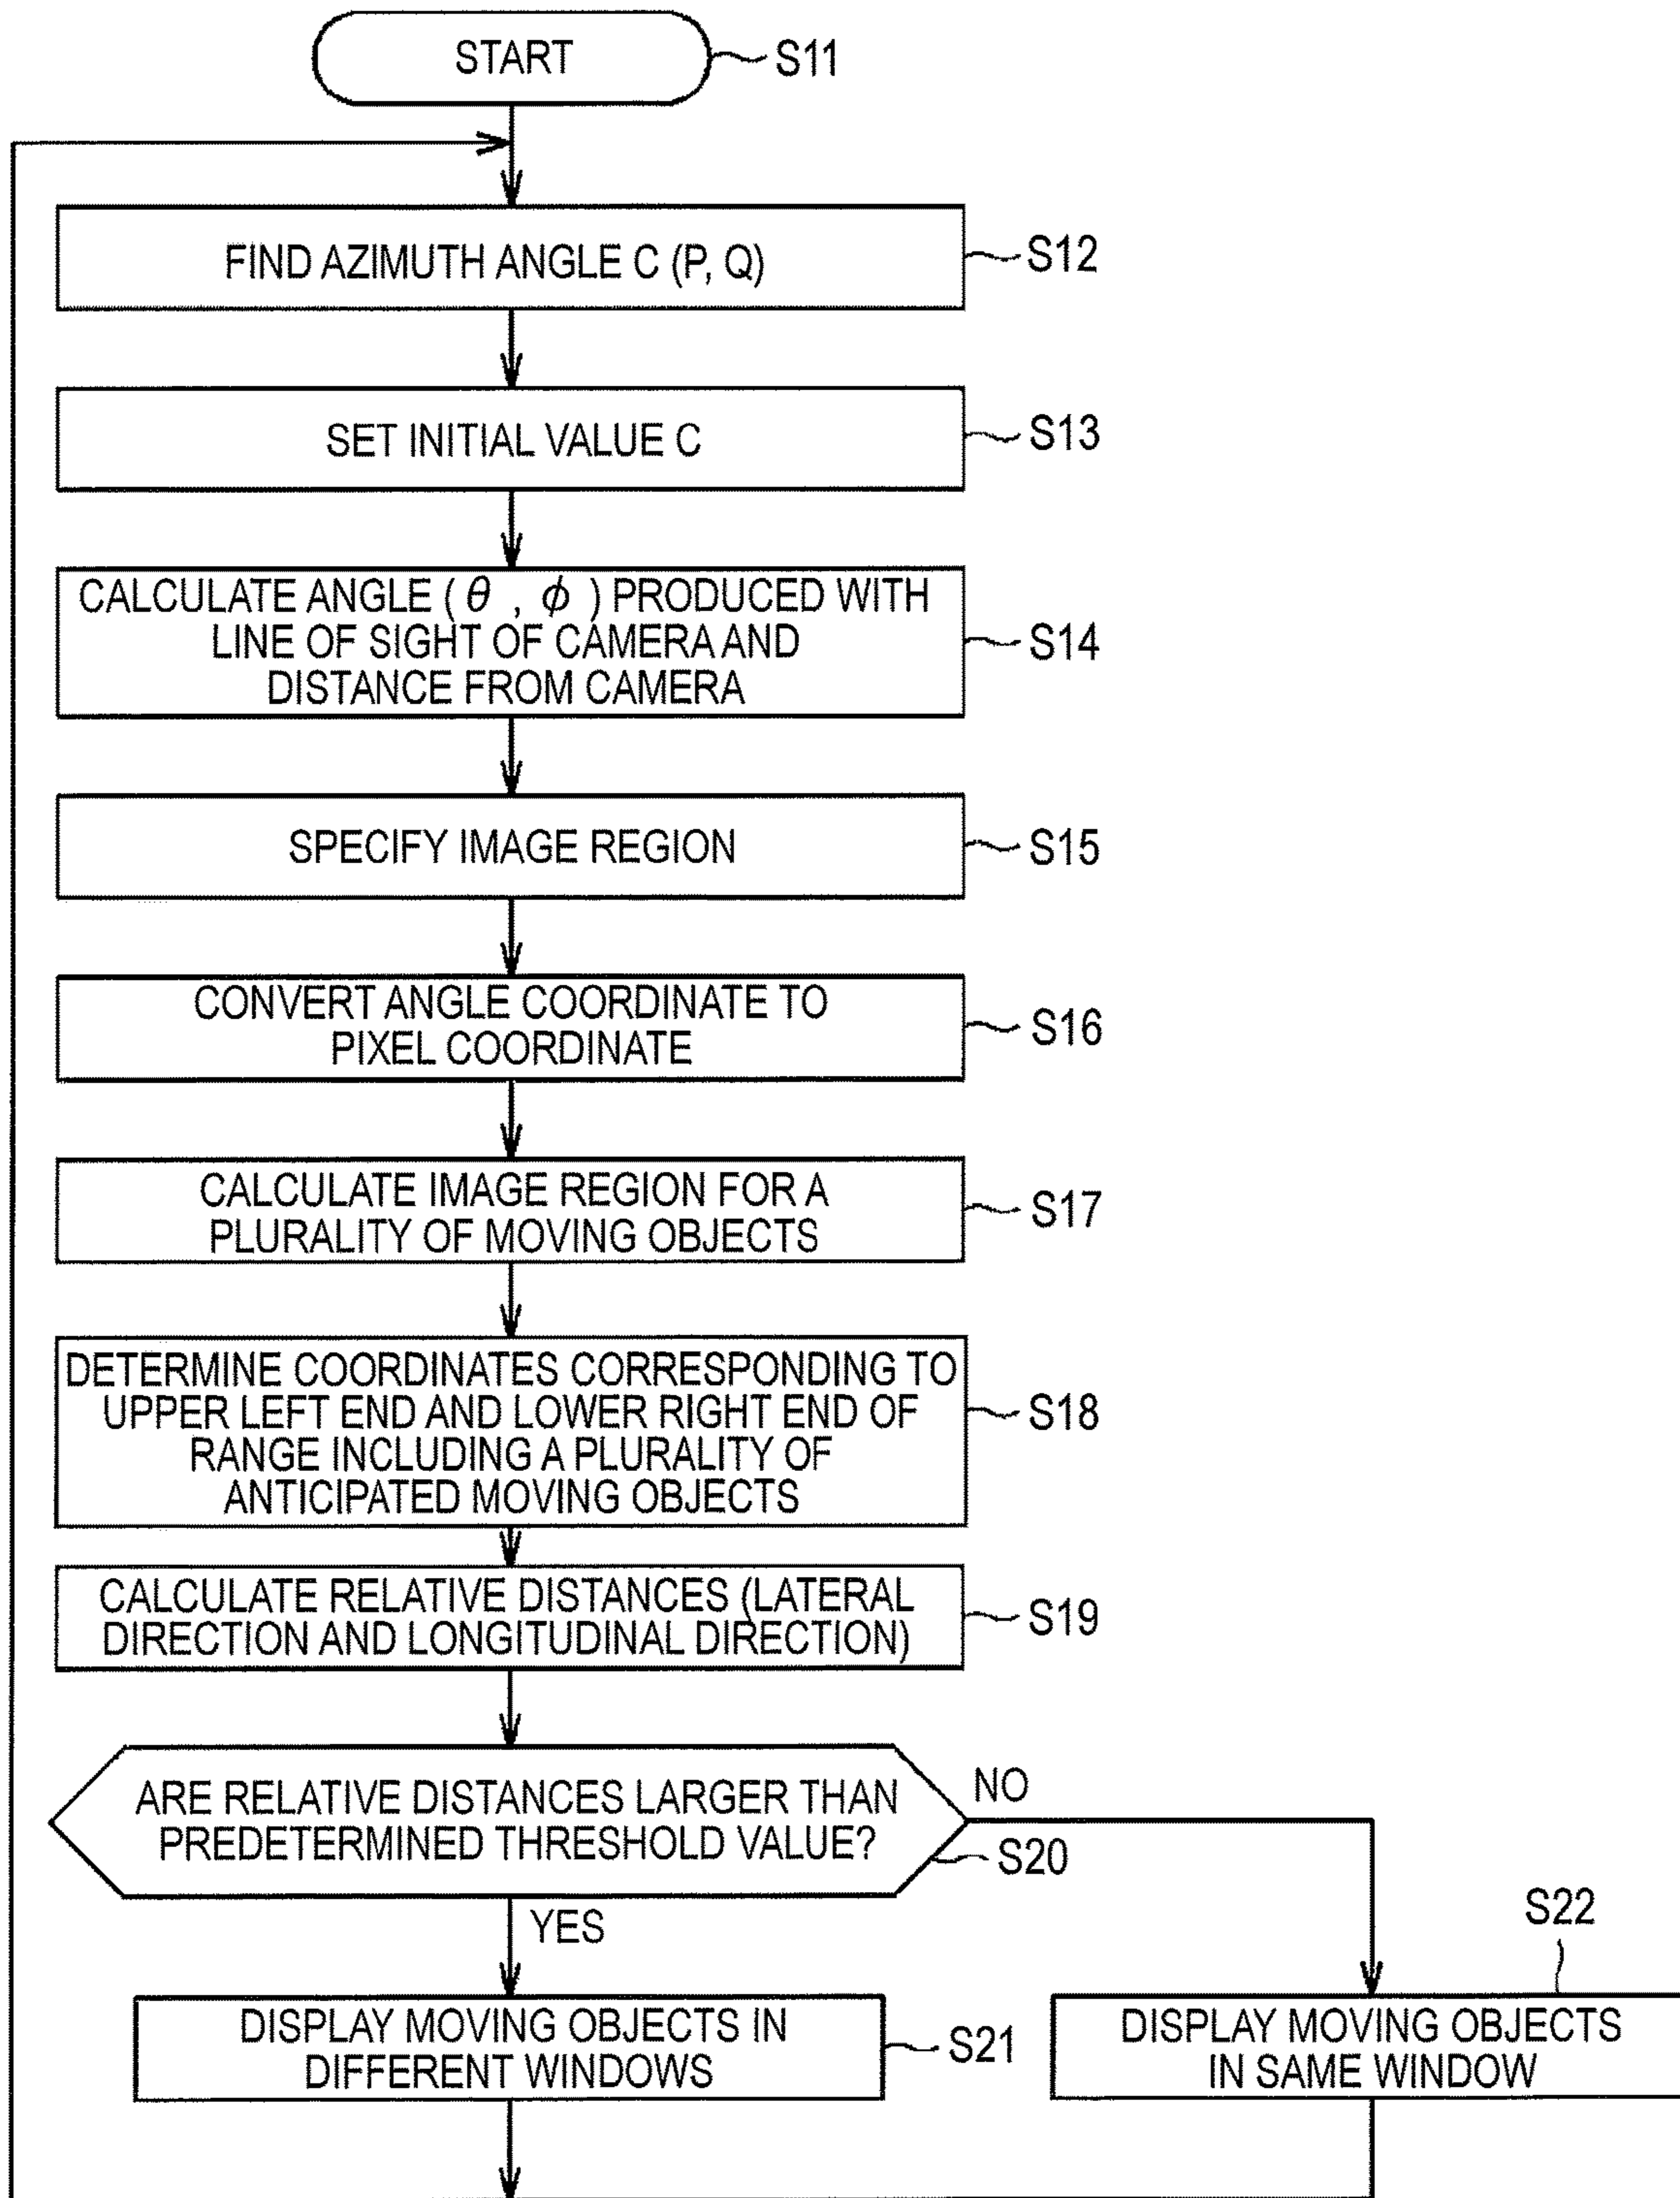 START
S11
FIND AZIMUTH ANGLE C (P, Q)
S12
SET INITIAL VALUE C
S13
CALCULATE ANGLE ( θ , ϕ ) PRODUCED WITH
LINE OF SIGHT OF CAMERA AND
DISTANCE FROM CAMERA
S14
SPECIFY IMAGE REGION
S15
CONVERT ANGLE COORDINATE TO
PIXEL COORDINATE
S16
CALCULATE IMAGE REGION FOR A
PLURALITY OF MOVING OBJECTS
S17
DETERMINE COORDINATES CORRESPONDING TO
UPPER LEFT END AND LOWER RIGHT END OF
RANGE INCLUDING A PLURALITY OF
ANTICIPATED MOVING OBJECTS
S18
CALCULATE RELATIVE DISTANCES (LATERAL
DIRECTION AND LONGITUDINAL DIRECTION)
S19
ARE RELATIVE DISTANCES LARGER THAN
PREDETERMINED THRESHOLD VALUE?
S20
NO
YES
DISPLAY MOVING OBJECTS IN
DIFFERENT WINDOWS
S21
S22
DISPLAY MOVING OBJECTS
IN SAME WINDOW